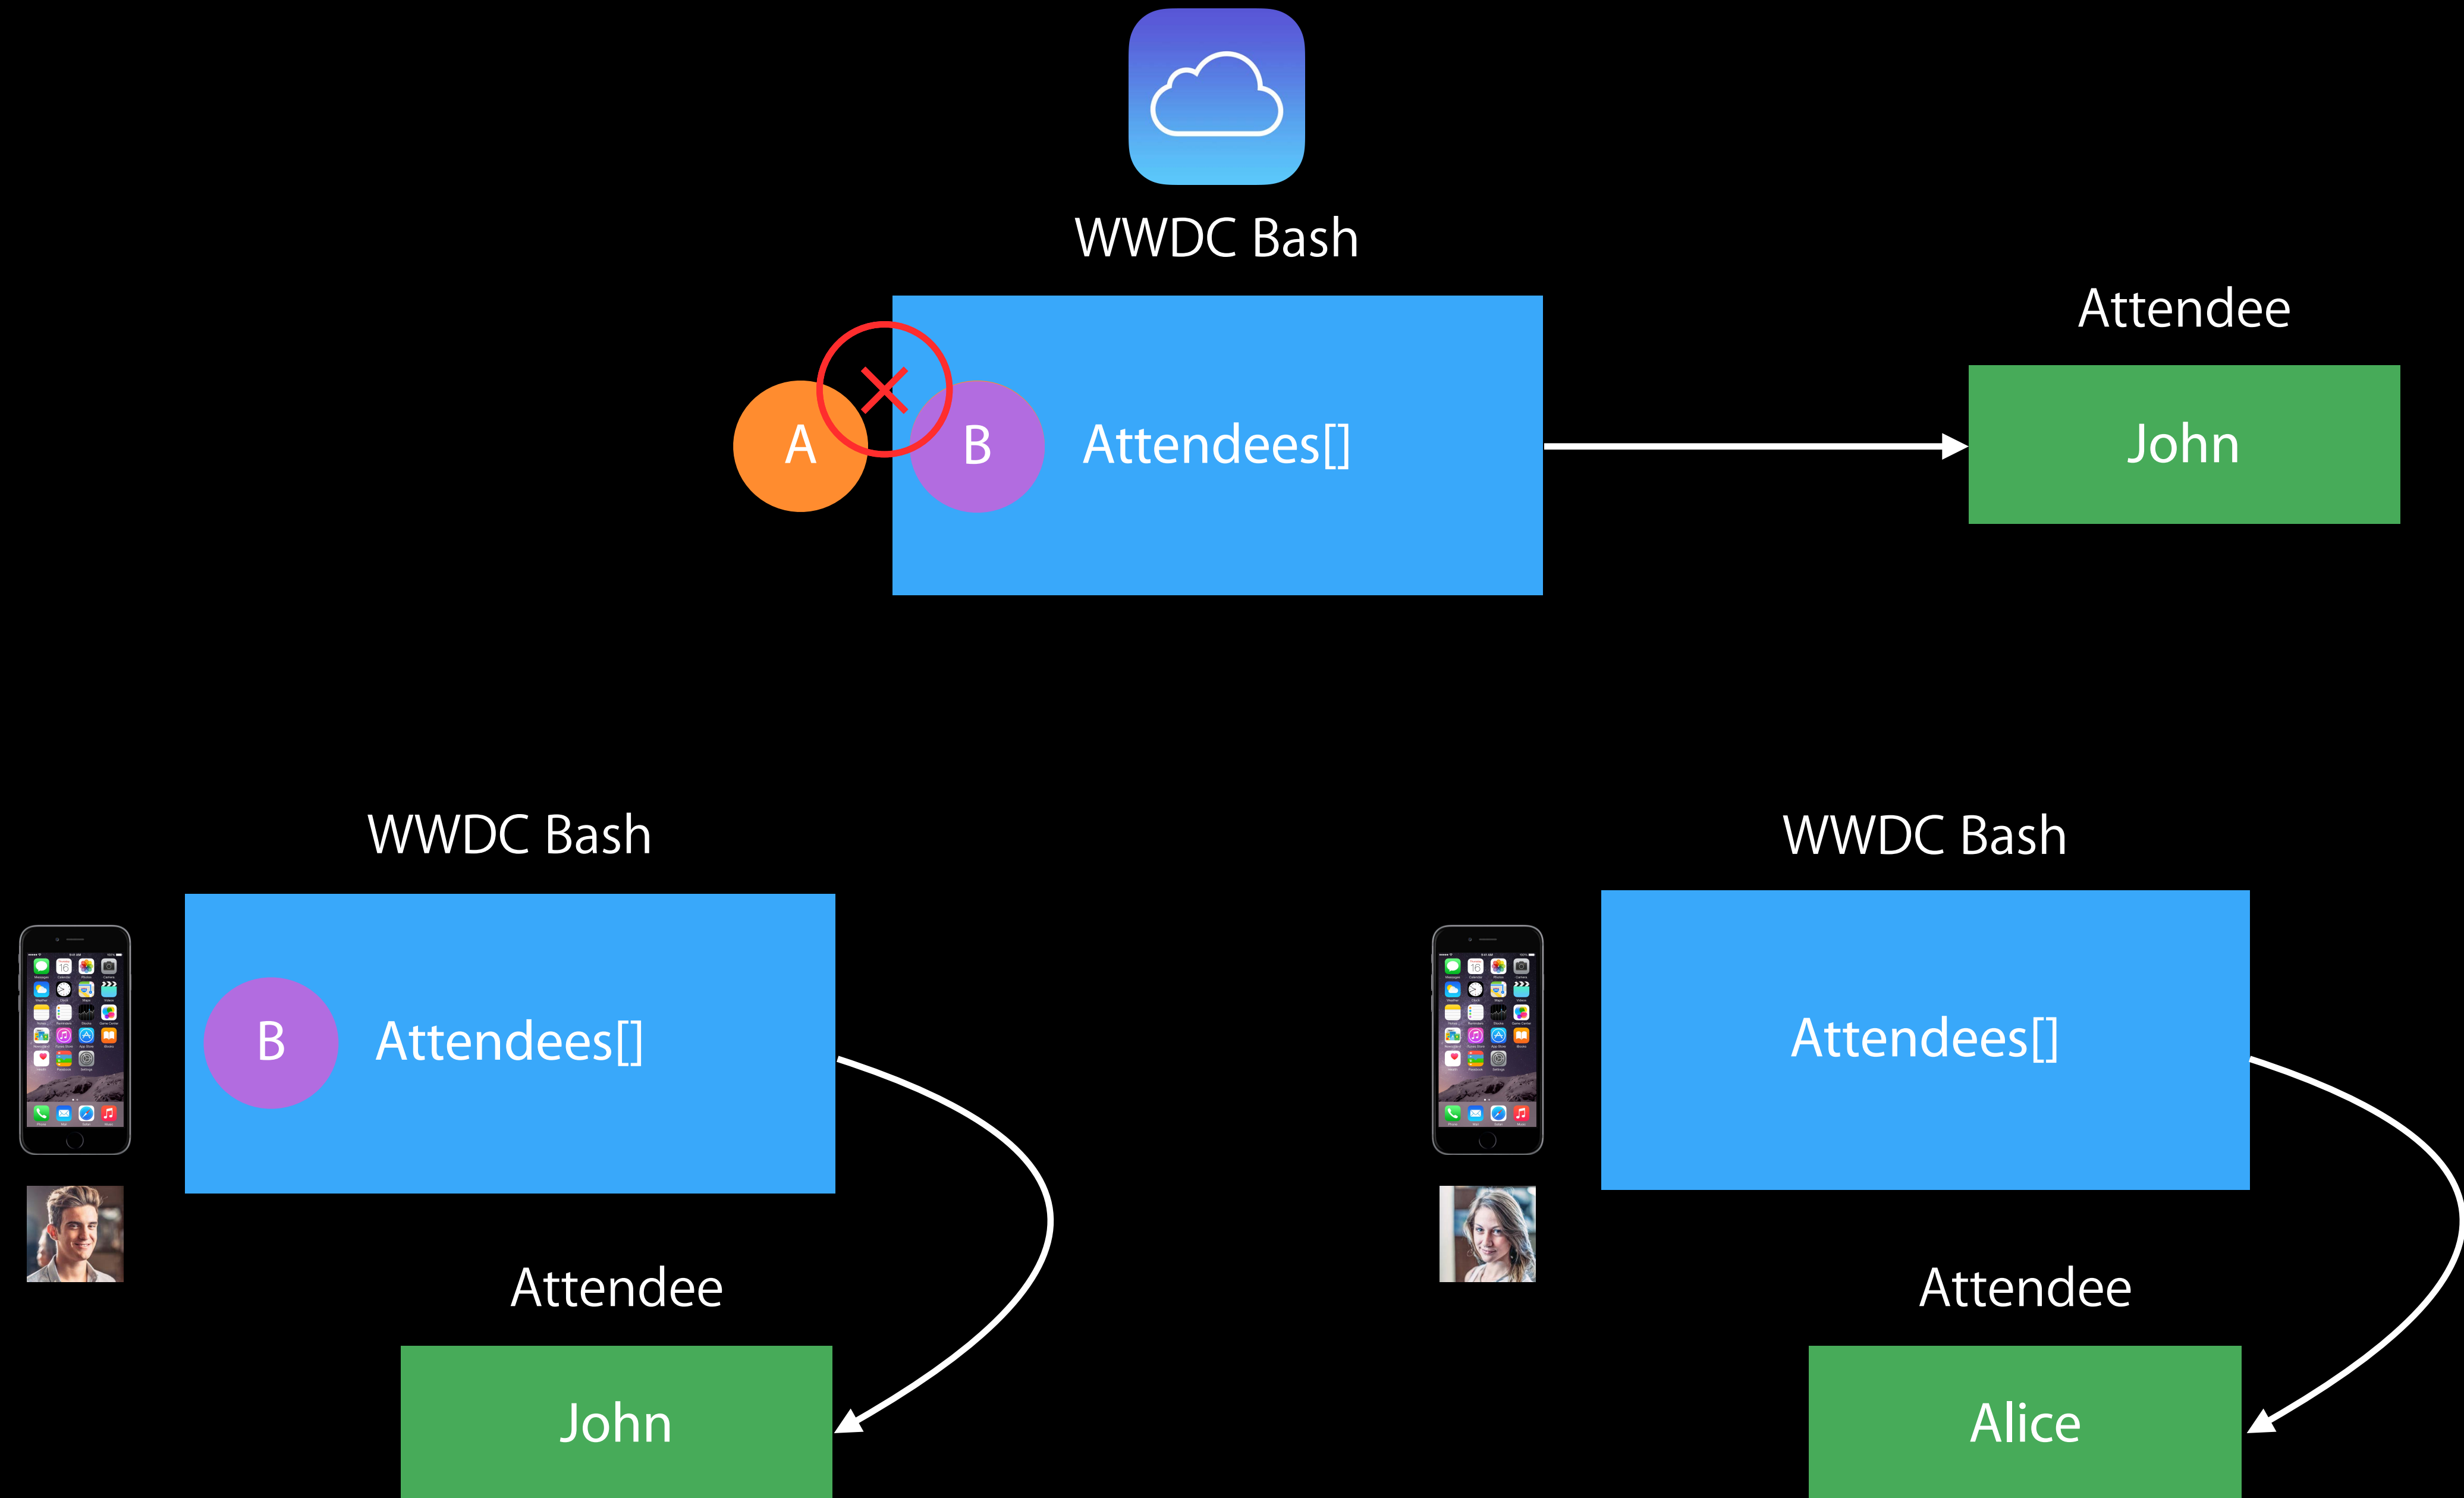 WWDC Bash
Attendee
A
B
Attendees[]
John
WWDC Bash
WWDC Bash
B
Attendees[]
Attendees[]
Attendee
Attendee
John
Alice